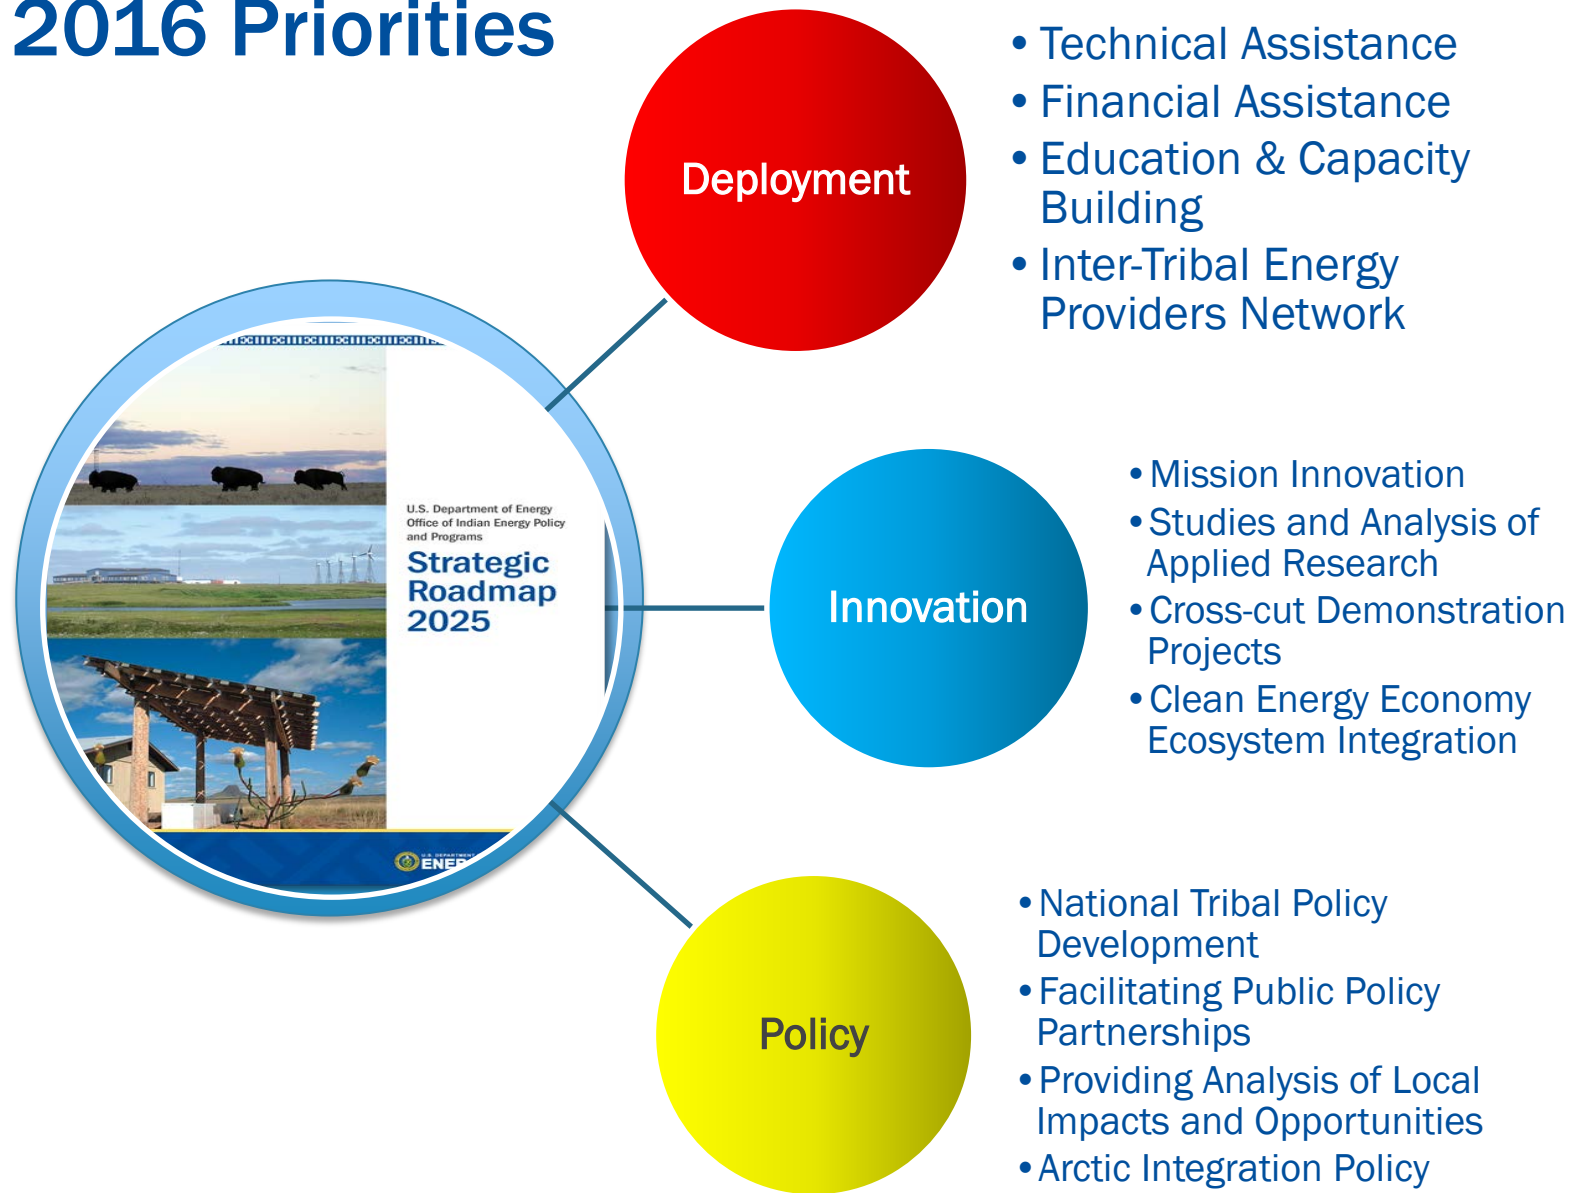 2016 Priorities
Deployment
• Technical Assistance
• Financial Assistance
• Education & Capacity
Building
• Inter-Tribal Energy
Providers Network
U.S. Department of Energy
Office of Indian Energy Policy
and Programs
Strategic
Roadmap
2025
U.S. DEPARTMENT
Innovation
• Mission Innovation
• Studies and Analysis of
Applied Research
• Cross-cut Demonstration
Projects
• Clean Energy Economy
Ecosystem Integration
Policy
• National Tribal Policy
Development
• Facilitating Public Policy
Partnerships
• Providing Analysis of Local
Impacts and Opportunities
• Arctic Integration Policy